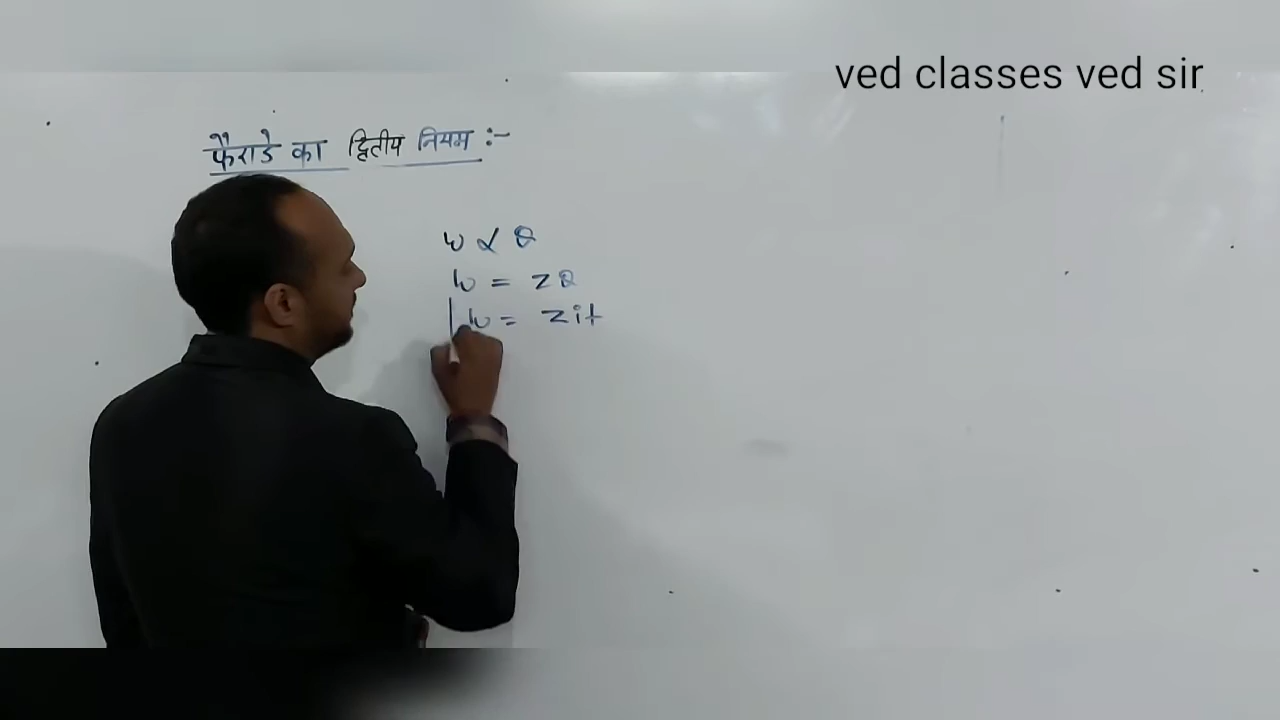 ved classes ved sir
फैराडे का द्वितीय नियम :-
W ∝ Q
W = ZQ
W = Zit